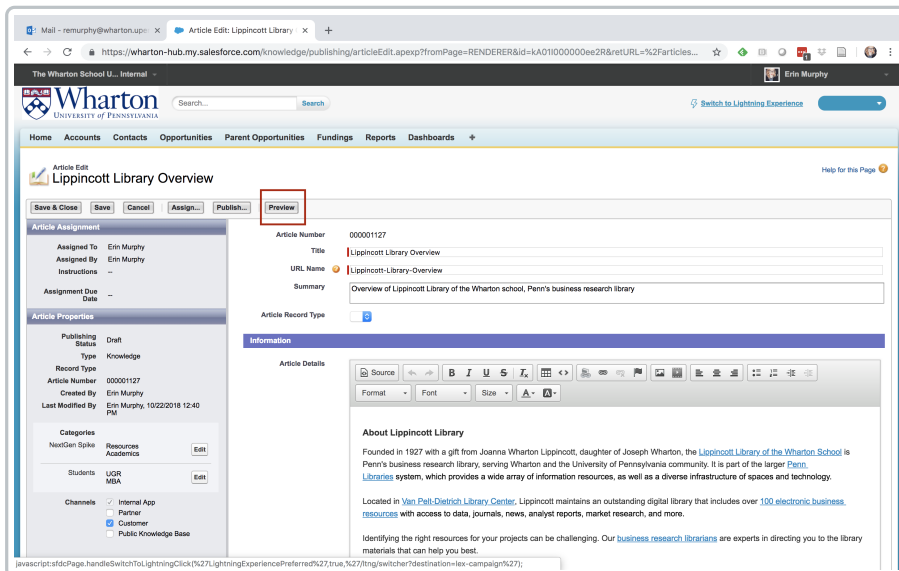 Mail - remurphy@wharton.upe
Article Edit: Lippincott Library
https://wharton-hub.my.salesforce.com/knowledge/publishing/articleEdit.apexp?fromPage=RENDERER&id=kA01I000000ee2R&retURL=%2Farticles...
The Wharton School U... Internal
Erin Murphy
Wharton
UNIVERSITY of PENNSYLVANIA
Search...
Search
Switch to Lightning Experience
Home Accounts Contacts Opportunities Parent Opportunities Fundings Reports Dashboards +
Article Edit
Lippincott Library Overview
Help for this Page
Save & Close Save Cancel Assign... Publish... Preview
Article Assignment
Assigned To Erin Murphy
Assigned By Erin Murphy
Instructions --
Assignment Due Date --
Article Properties
Publishing Status Draft
Type Knowledge
Record Type
Article Number 000001127
Created By Erin Murphy
Last Modified By Erin Murphy, 10/22/2018 12:40 PM
Categories
NextGen Spike Resources
Academics
Edit
Students UGR
MBA
Edit
Channels Internal App
Partner
Customer
Public Knowledge Base
Article Number 000001127
Title Lippincott Library Overview
URL Name Lippincott-Library-Overview
Summary Overview of Lippincott Library of the Wharton school, Penn's business research library
Article Record Type
Information
Article Details
Source B I U S Tx
Format Font Size A A
About Lippincott Library
Founded in 1927 with a gift from Joanna Wharton Lippincott, daughter of Joseph Wharton, the Lippincott Library of the Wharton School is
Penn's business research library, serving Wharton and the University of Pennsylvania community. It is part of the larger Penn
Libraries system, which provides a wide array of information resources, as well as a diverse infrastructure of spaces and technology.
Located in Van Pelt-Dietrich Library Center, Lippincott maintains an outstanding digital library that includes over 100 electronic business
resources with access to data, journals, news, analyst reports, market research, and more.
Identifying the right resources for your projects can be challenging. Our business research librarians are experts in directing you to the library
materials that can help you best.
javascript:sfdcPage.handleSwitchToLightningClick(%27LightningExperiencePreferred%27,true,%27/ltng/switcher?destination=lex-campaign%27);